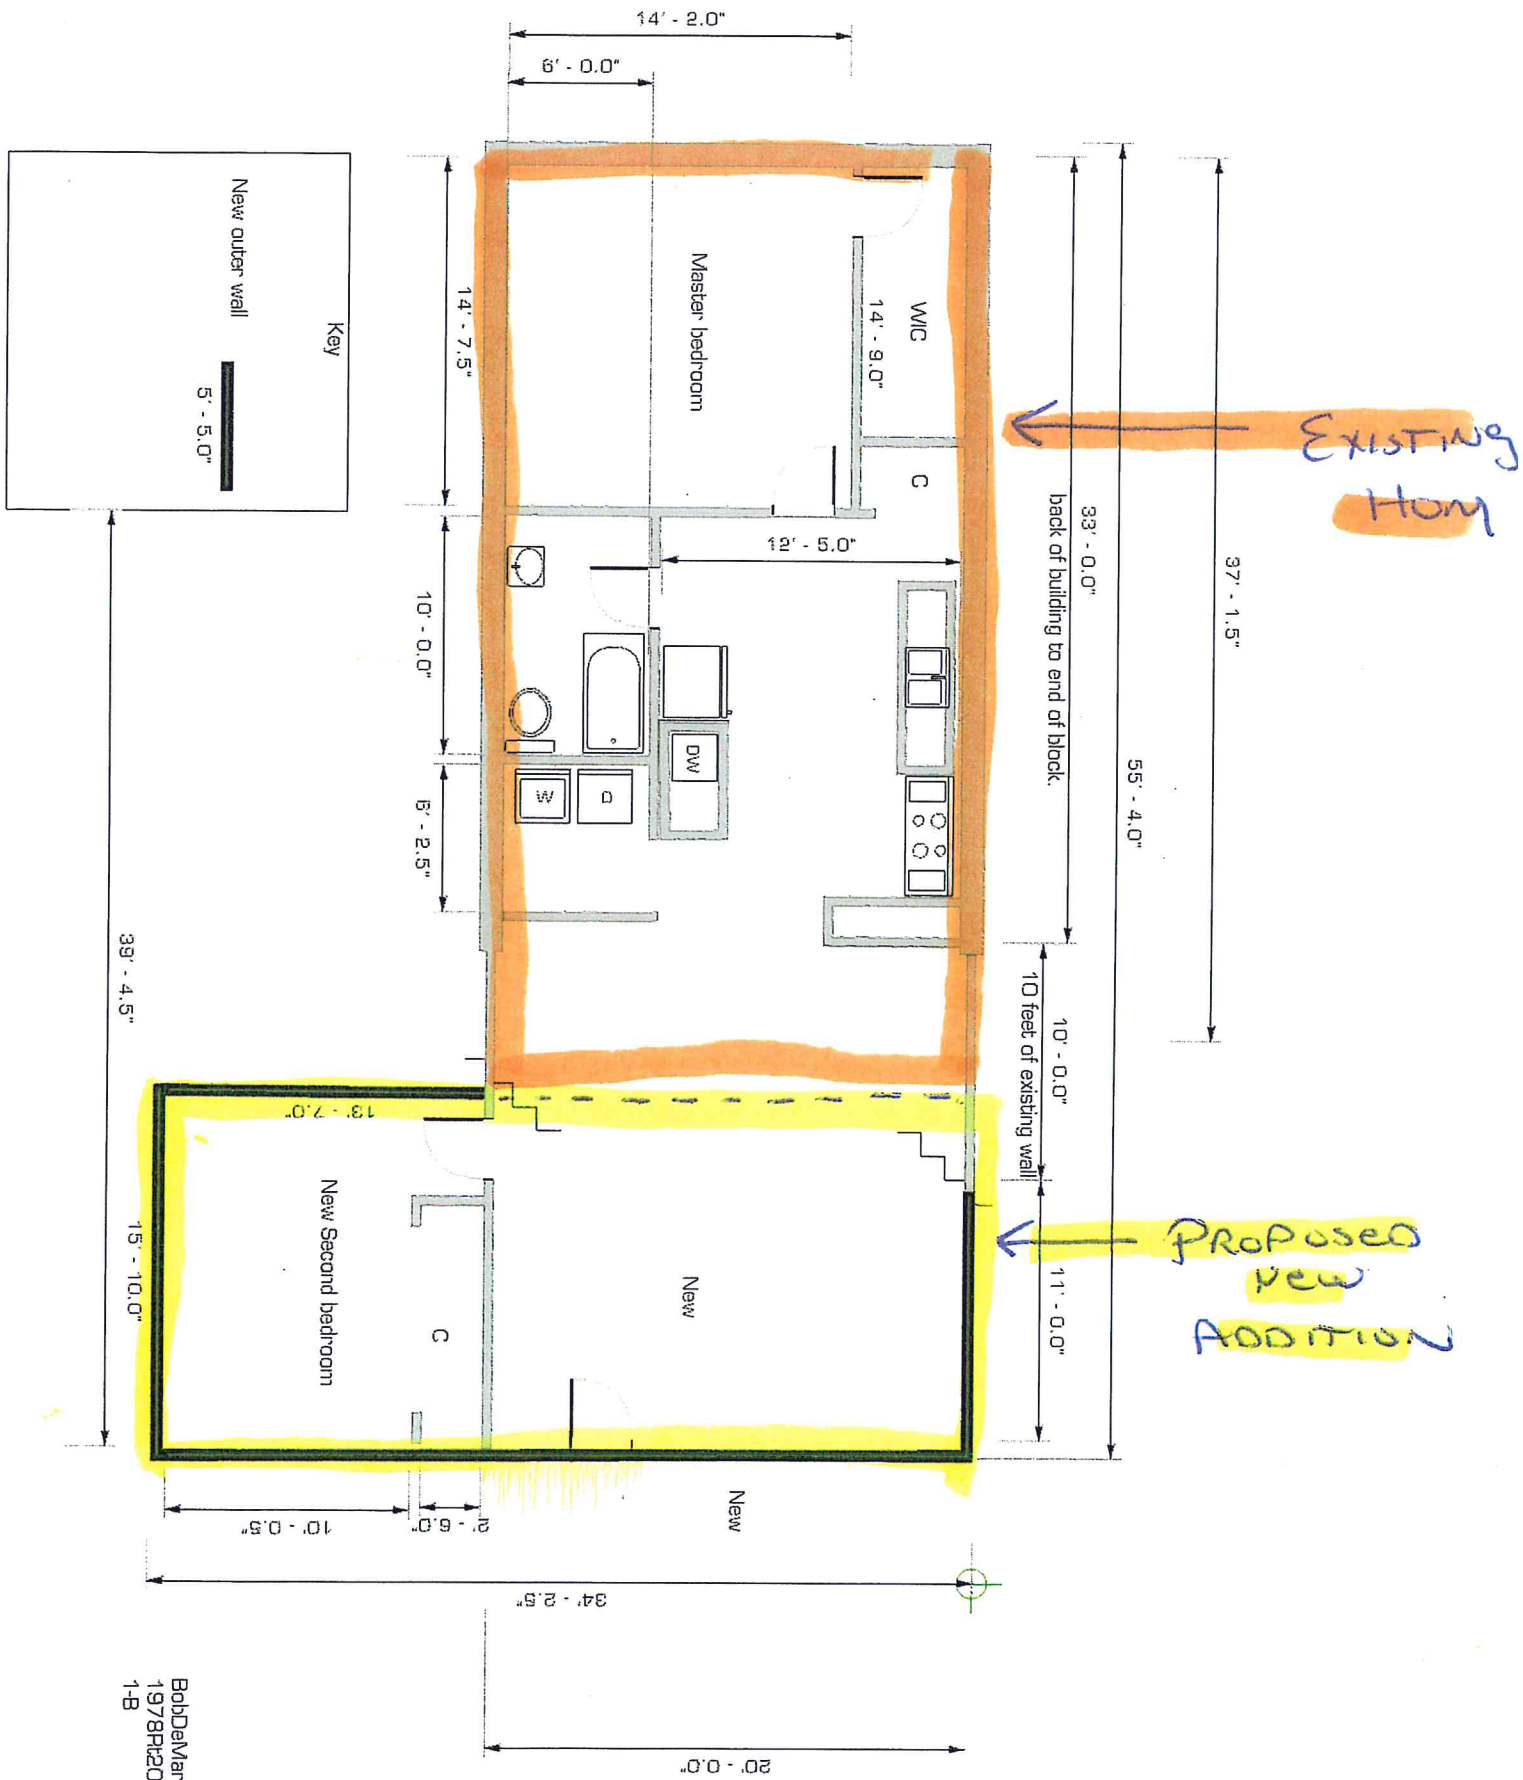 14' - 2.0"
6' - 0.0"
37' - 1.5"
55' - 4.0"
33' - 0.0"
back of building to end of block.
10' - 0.0"
10 feet of existing wall
11' - 0.0"
EXISTING
HOM
PROPOSED
NEW
ADDITION
WIC
14' - 9.0"
C
Master bedroom
12' - 5.0"
DW
W
D
14' - 7.5"
10' - 0.0"
6' - 2.5"
Key
New outer wall
5' - 5.0"
39' - 4.5"
13' - 7.0"
New Second bedroom
C
New
15' - 10.0"
New
10' - 0.5"
2' - 6.0"
34' - 2.5"
20' - 0.0"
BobDeMar
1978Rt20
1-B